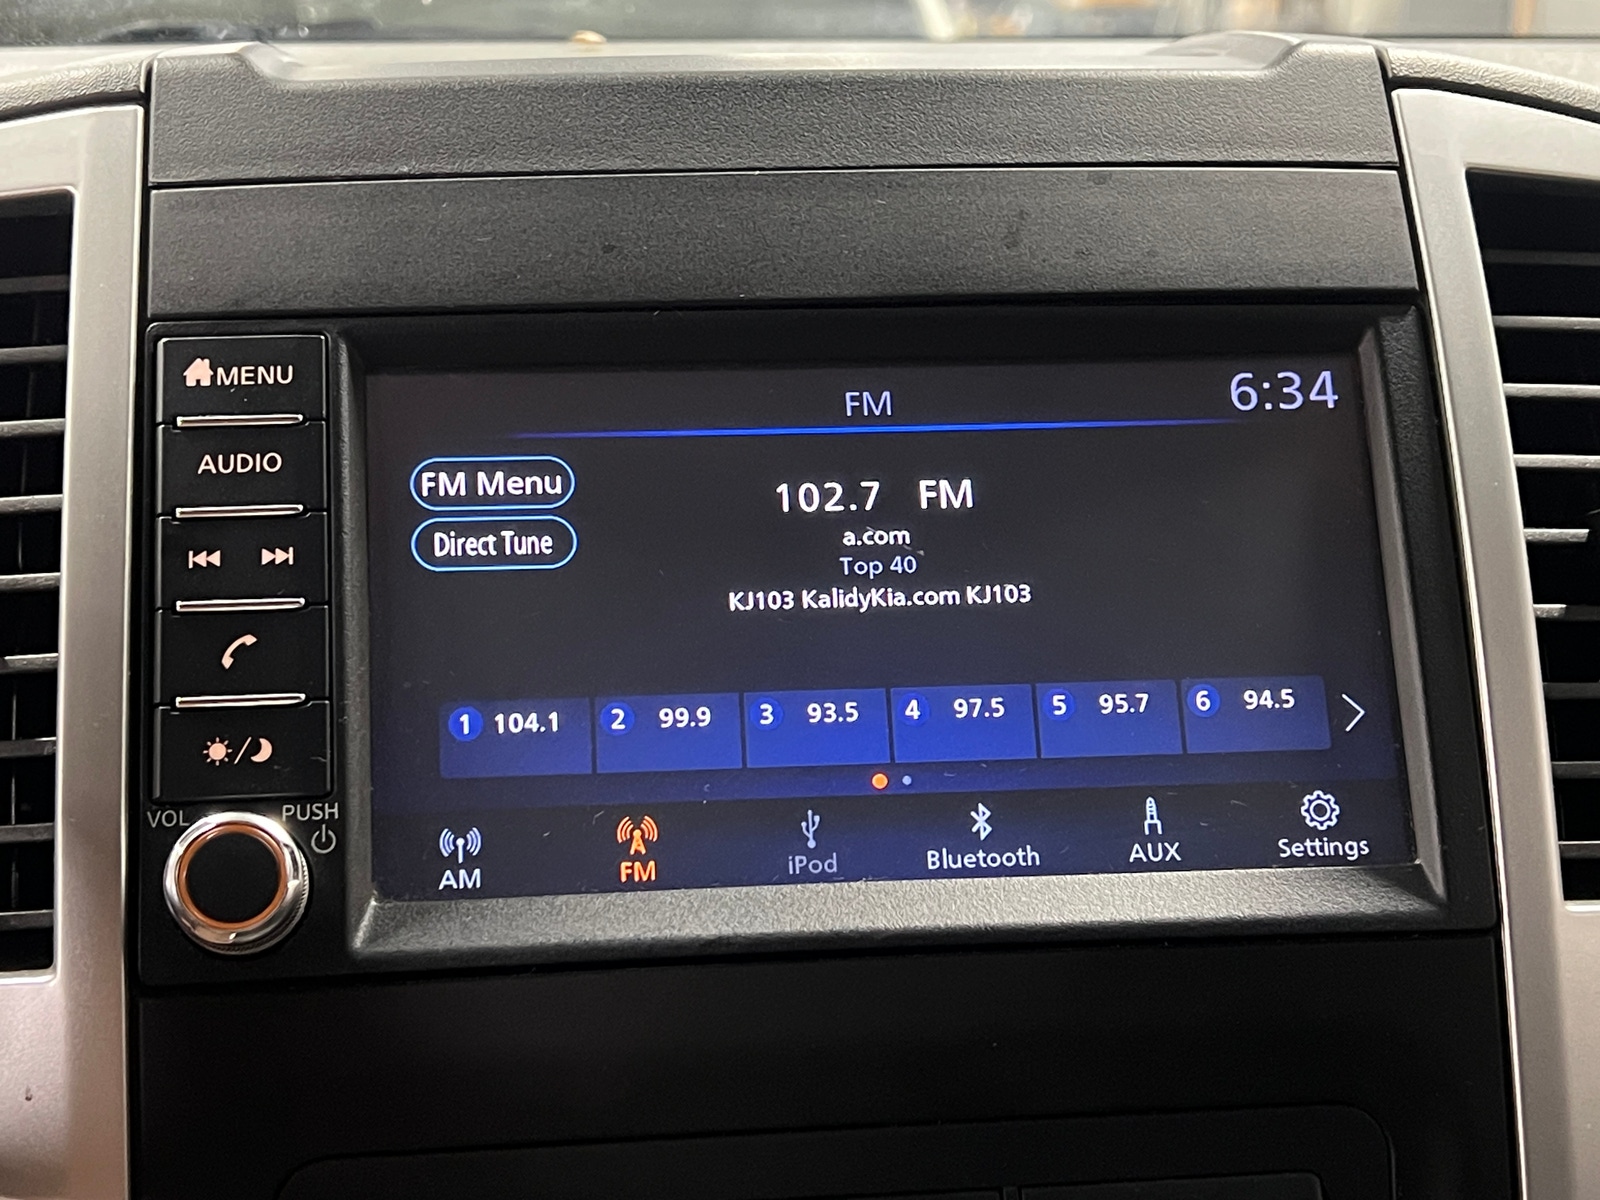 MENU
AUDIO
VOL
PUSH
FM
6:34
FM Menu
Direct Tune
102.7 FM
a.com
Top 40
KJ103 KalidyKia.com KJ103
1 104.1
2 99.9
3 93.5
4 97.5
5 95.7
6 94.5
AM
FM
iPod
Bluetooth
AUX
Settings